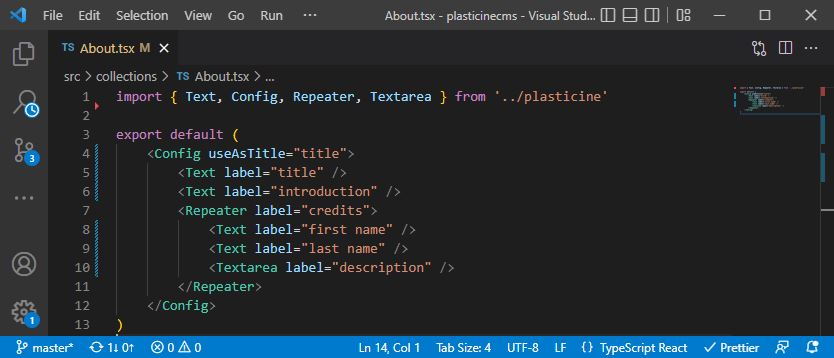 File Edit Selection View Go Run ··· About.tsx - plasticinecms - Visual Stud...
TS About.tsx M
src > collections > TS About.tsx > ...
1 import { Text, Config, Repeater, Textarea } from '../plasticine'
2
3 export default (
4 <Config useAsTitle="title">
5 <Text label="title" />
6 <Text label="introduction" />
7 <Repeater label="credits">
8 <Text label="first name" />
9 <Text label="last name" />
10 <Textarea label="description" />
11 </Repeater>
12 </Config>
13 )
3
1
master* 1↓ 0↑ 0 0 Ln 14, Col 1 Tab Size: 4 UTF-8 LF {} TypeScript React ✓ Prettier